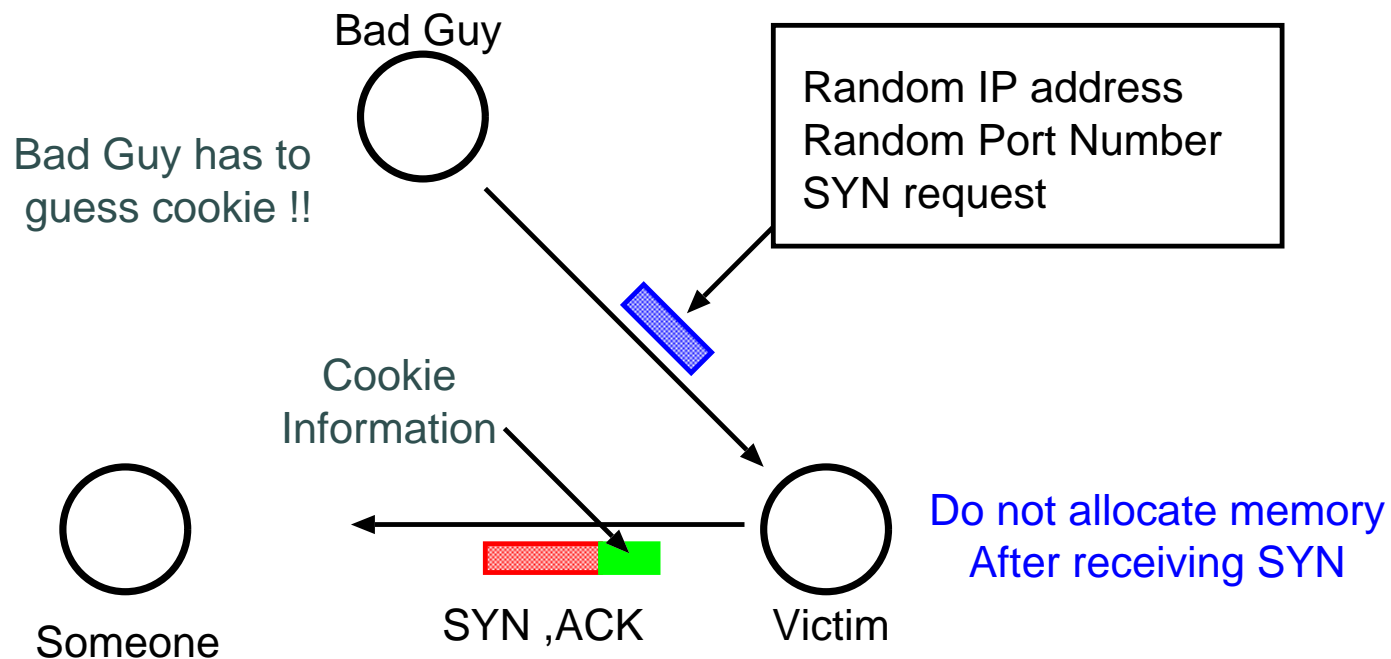 Bad Guy
Random IP address
Random Port Number
SYN request
Bad Guy has to
guess cookie !!
Cookie
Information
Do not allocate memory
After receiving SYN
SYN ,ACK
Victim
Someone